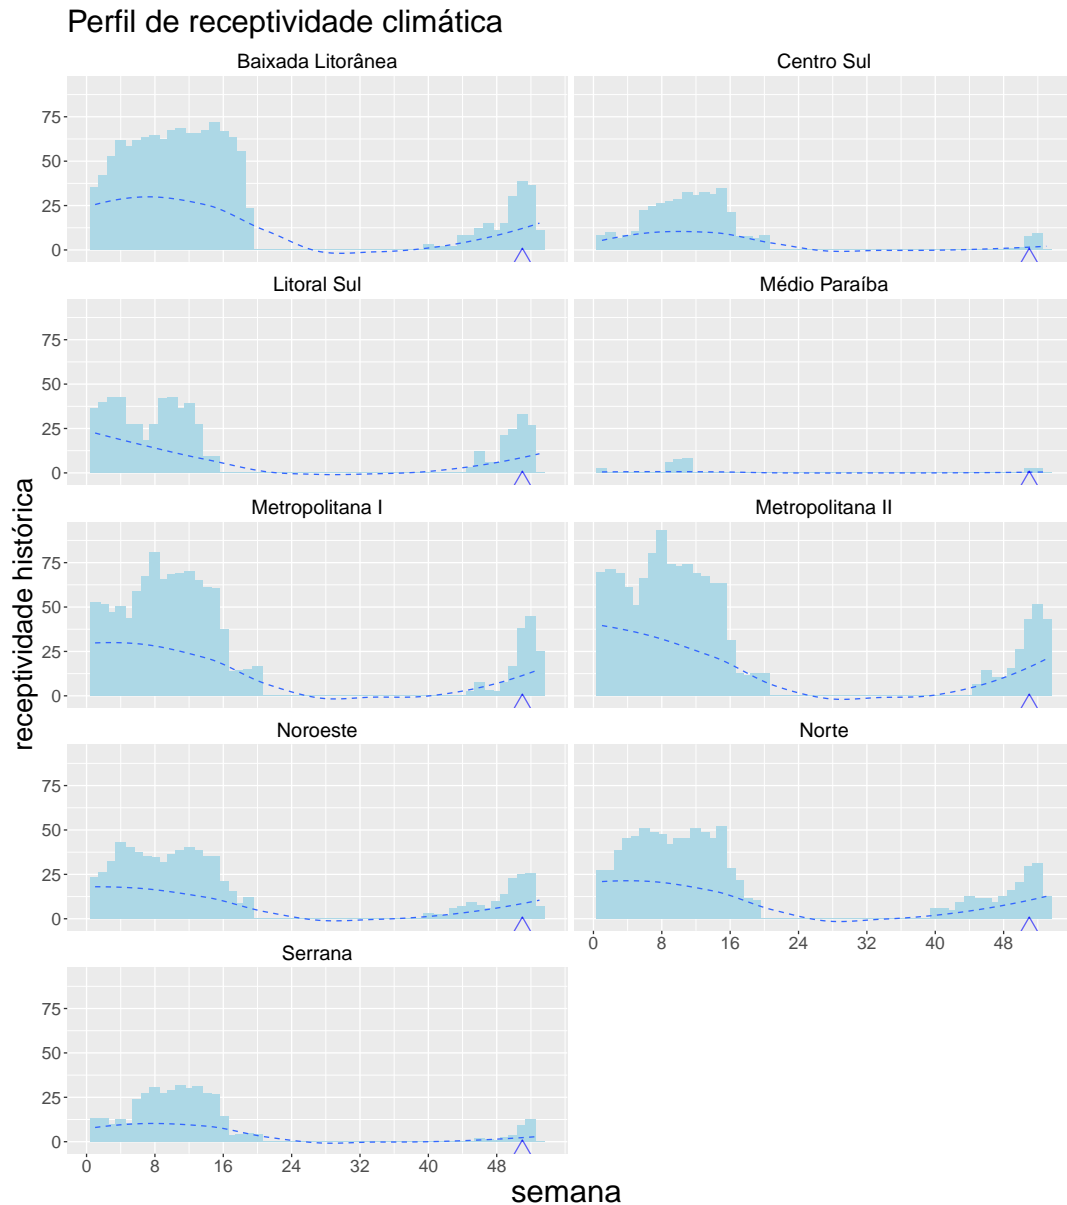 Perfil de receptividade climática
Baixada Litorânea
Centro Sul
75
50
25
0
Litoral Sul
Médio Paraíba
75
50
25
0
receptividade histórica
Metropolitana I
Metropolitana II
75
50
25
0
Noroeste
Norte
75
50
25
0
0 8 16 24 32 40 48
Serrana
75
50
25
0
0 8 16 24 32 40 48
semana